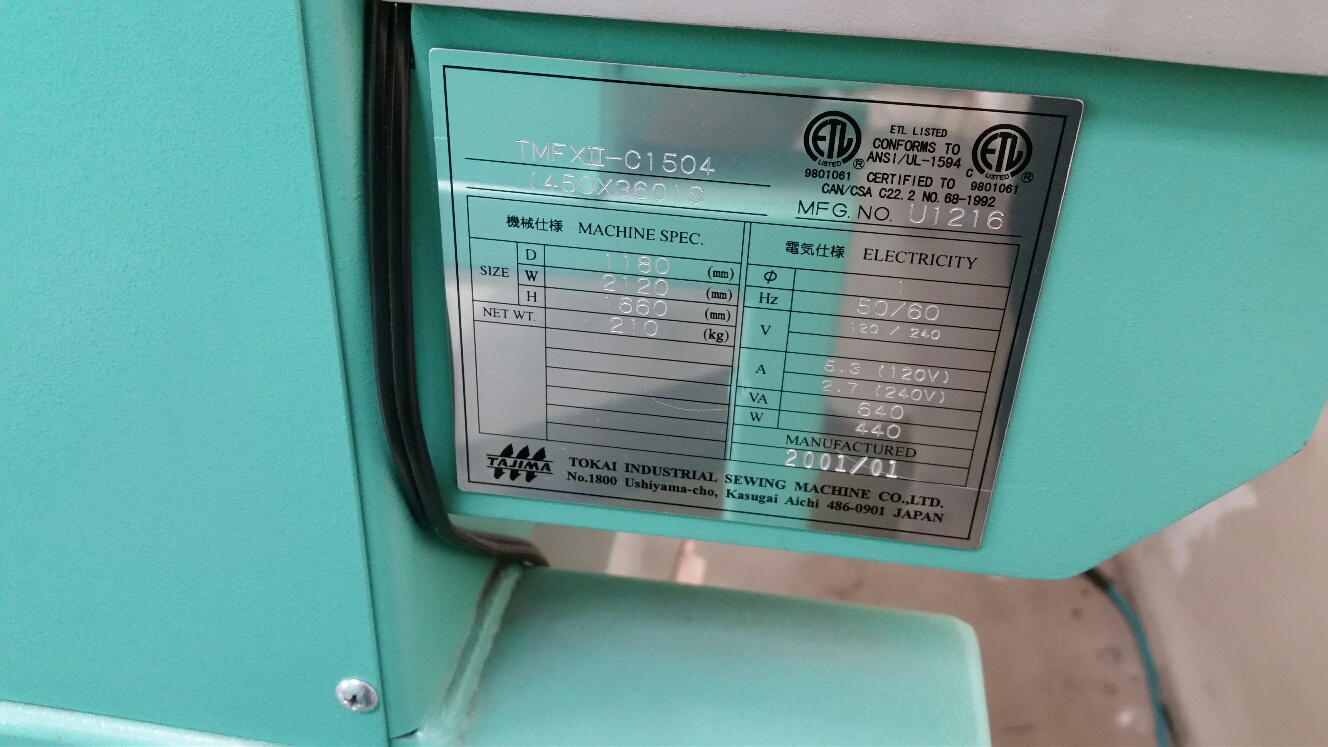 TMFXII-C1504
(450X360)S
ETL LISTED
CONFORMS TO
ANSI/UL-1594
CERTIFIED TO
CAN/CSA C22.2 NO. 68-1992
ETL
LISTED
®
9801061
C
ETL
LISTED
®
9801061
MFG. NO. U1216
機械仕様 MACHINE SPEC.
SIZE
D 1180 (mm)
W 2120 (mm)
H 1660 (mm)
NET WT. 210 (kg)
電気仕様 ELECTRICITY
Φ 1
Hz 50/60
V 120 / 240
A 5.3 (120V)
2.7 (240V)
VA 640
W 440
MANUFACTURED
2001/01
TAJIMA
TOKAI INDUSTRIAL SEWING MACHINE CO.,LTD.
No.1800 Ushiyama-cho, Kasugai Aichi 486-0901 JAPAN